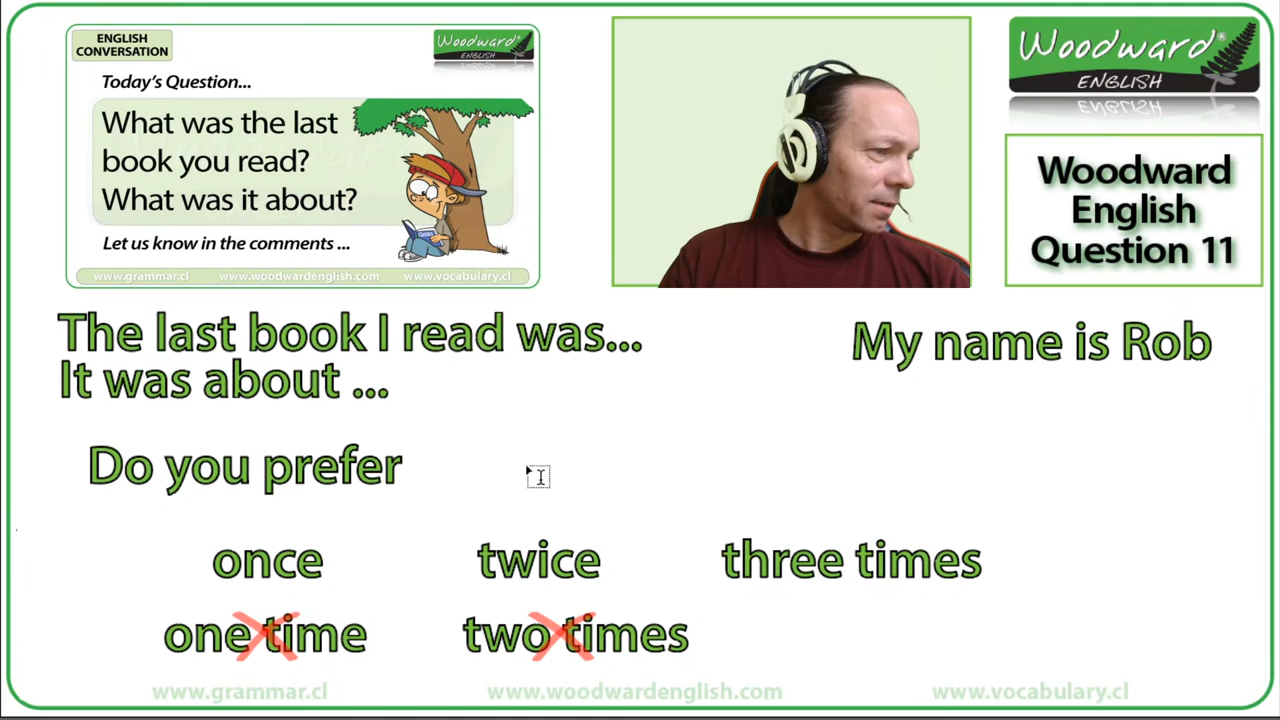 ENGLISH
CONVERSATION
Woodward®
ENGLISH
Today's Question...
What was the last
book you read?
What was it about?
Let us know in the comments ...
www.grammar.cl www.woodwardenglish.com www.vocabulary.cl
Woodward®
ENGLISH
Woodward
English
Question 11
The last book I read was...
It was about ...
My name is Rob
Do you prefer
once twice three times
one time two times
www.grammar.cl www.woodwardenglish.com www.vocabulary.cl